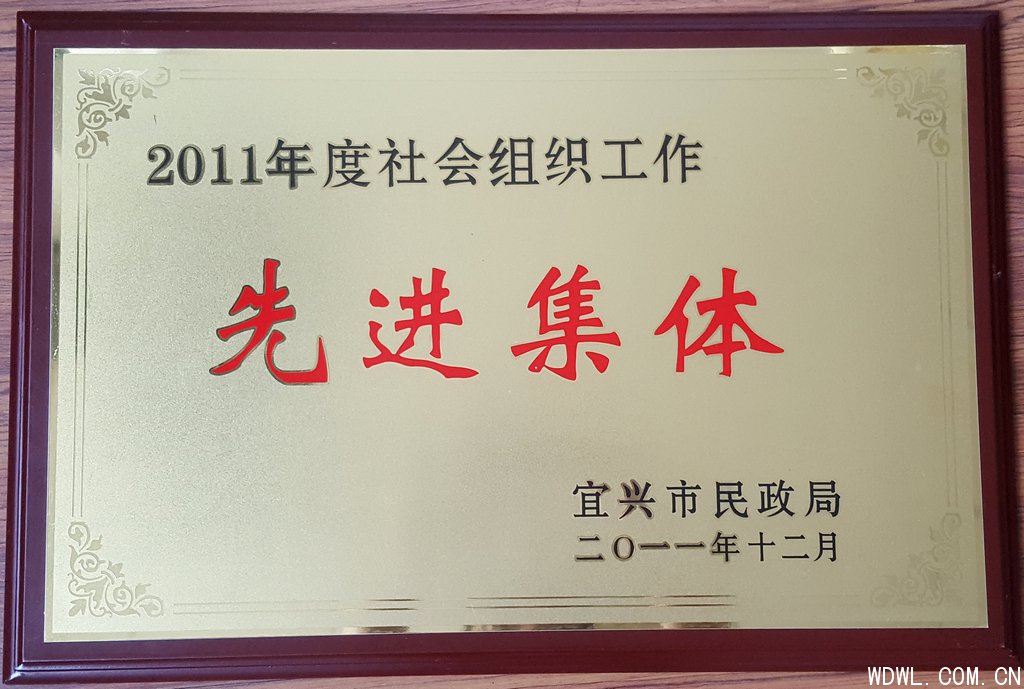 2011年度社会组织工作
先进集体
宜兴市民政局
二〇一一年十二月
WDWL.COM.CN